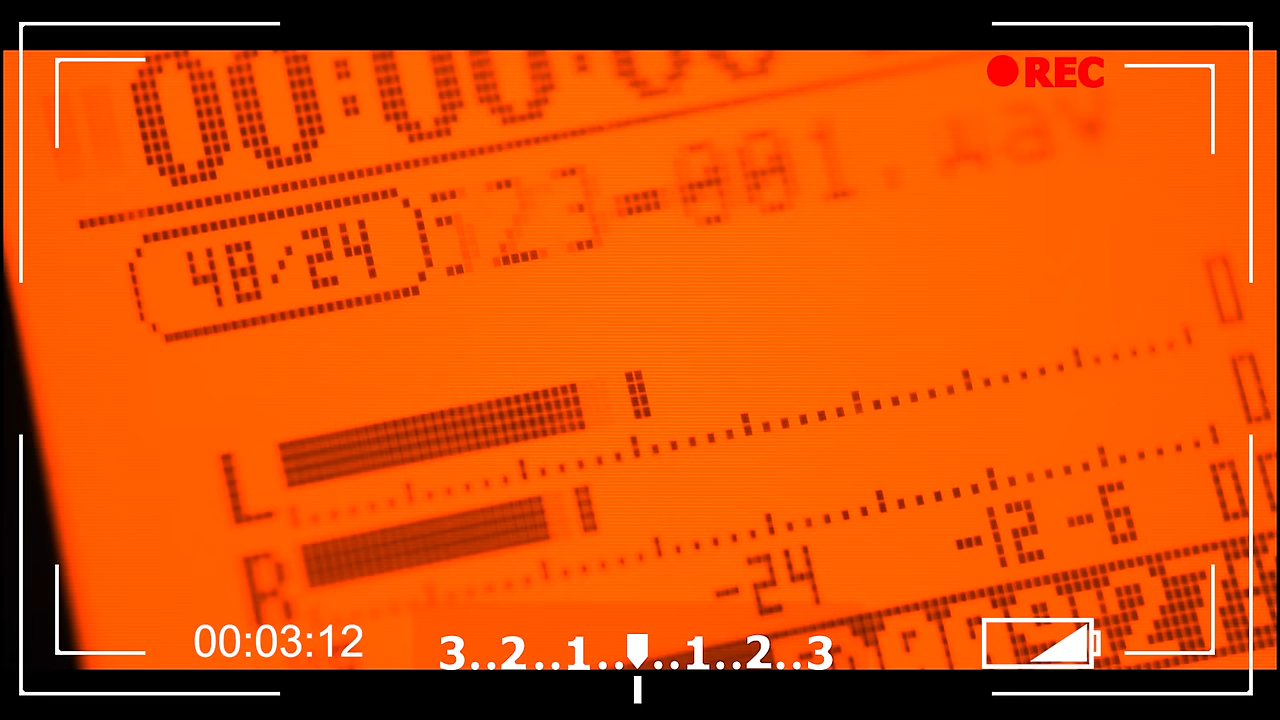 REC
00:00:00
48/24
123-001.wav
L
R
-24
-12 -6
00:03:12
3..2..1....1..2..3